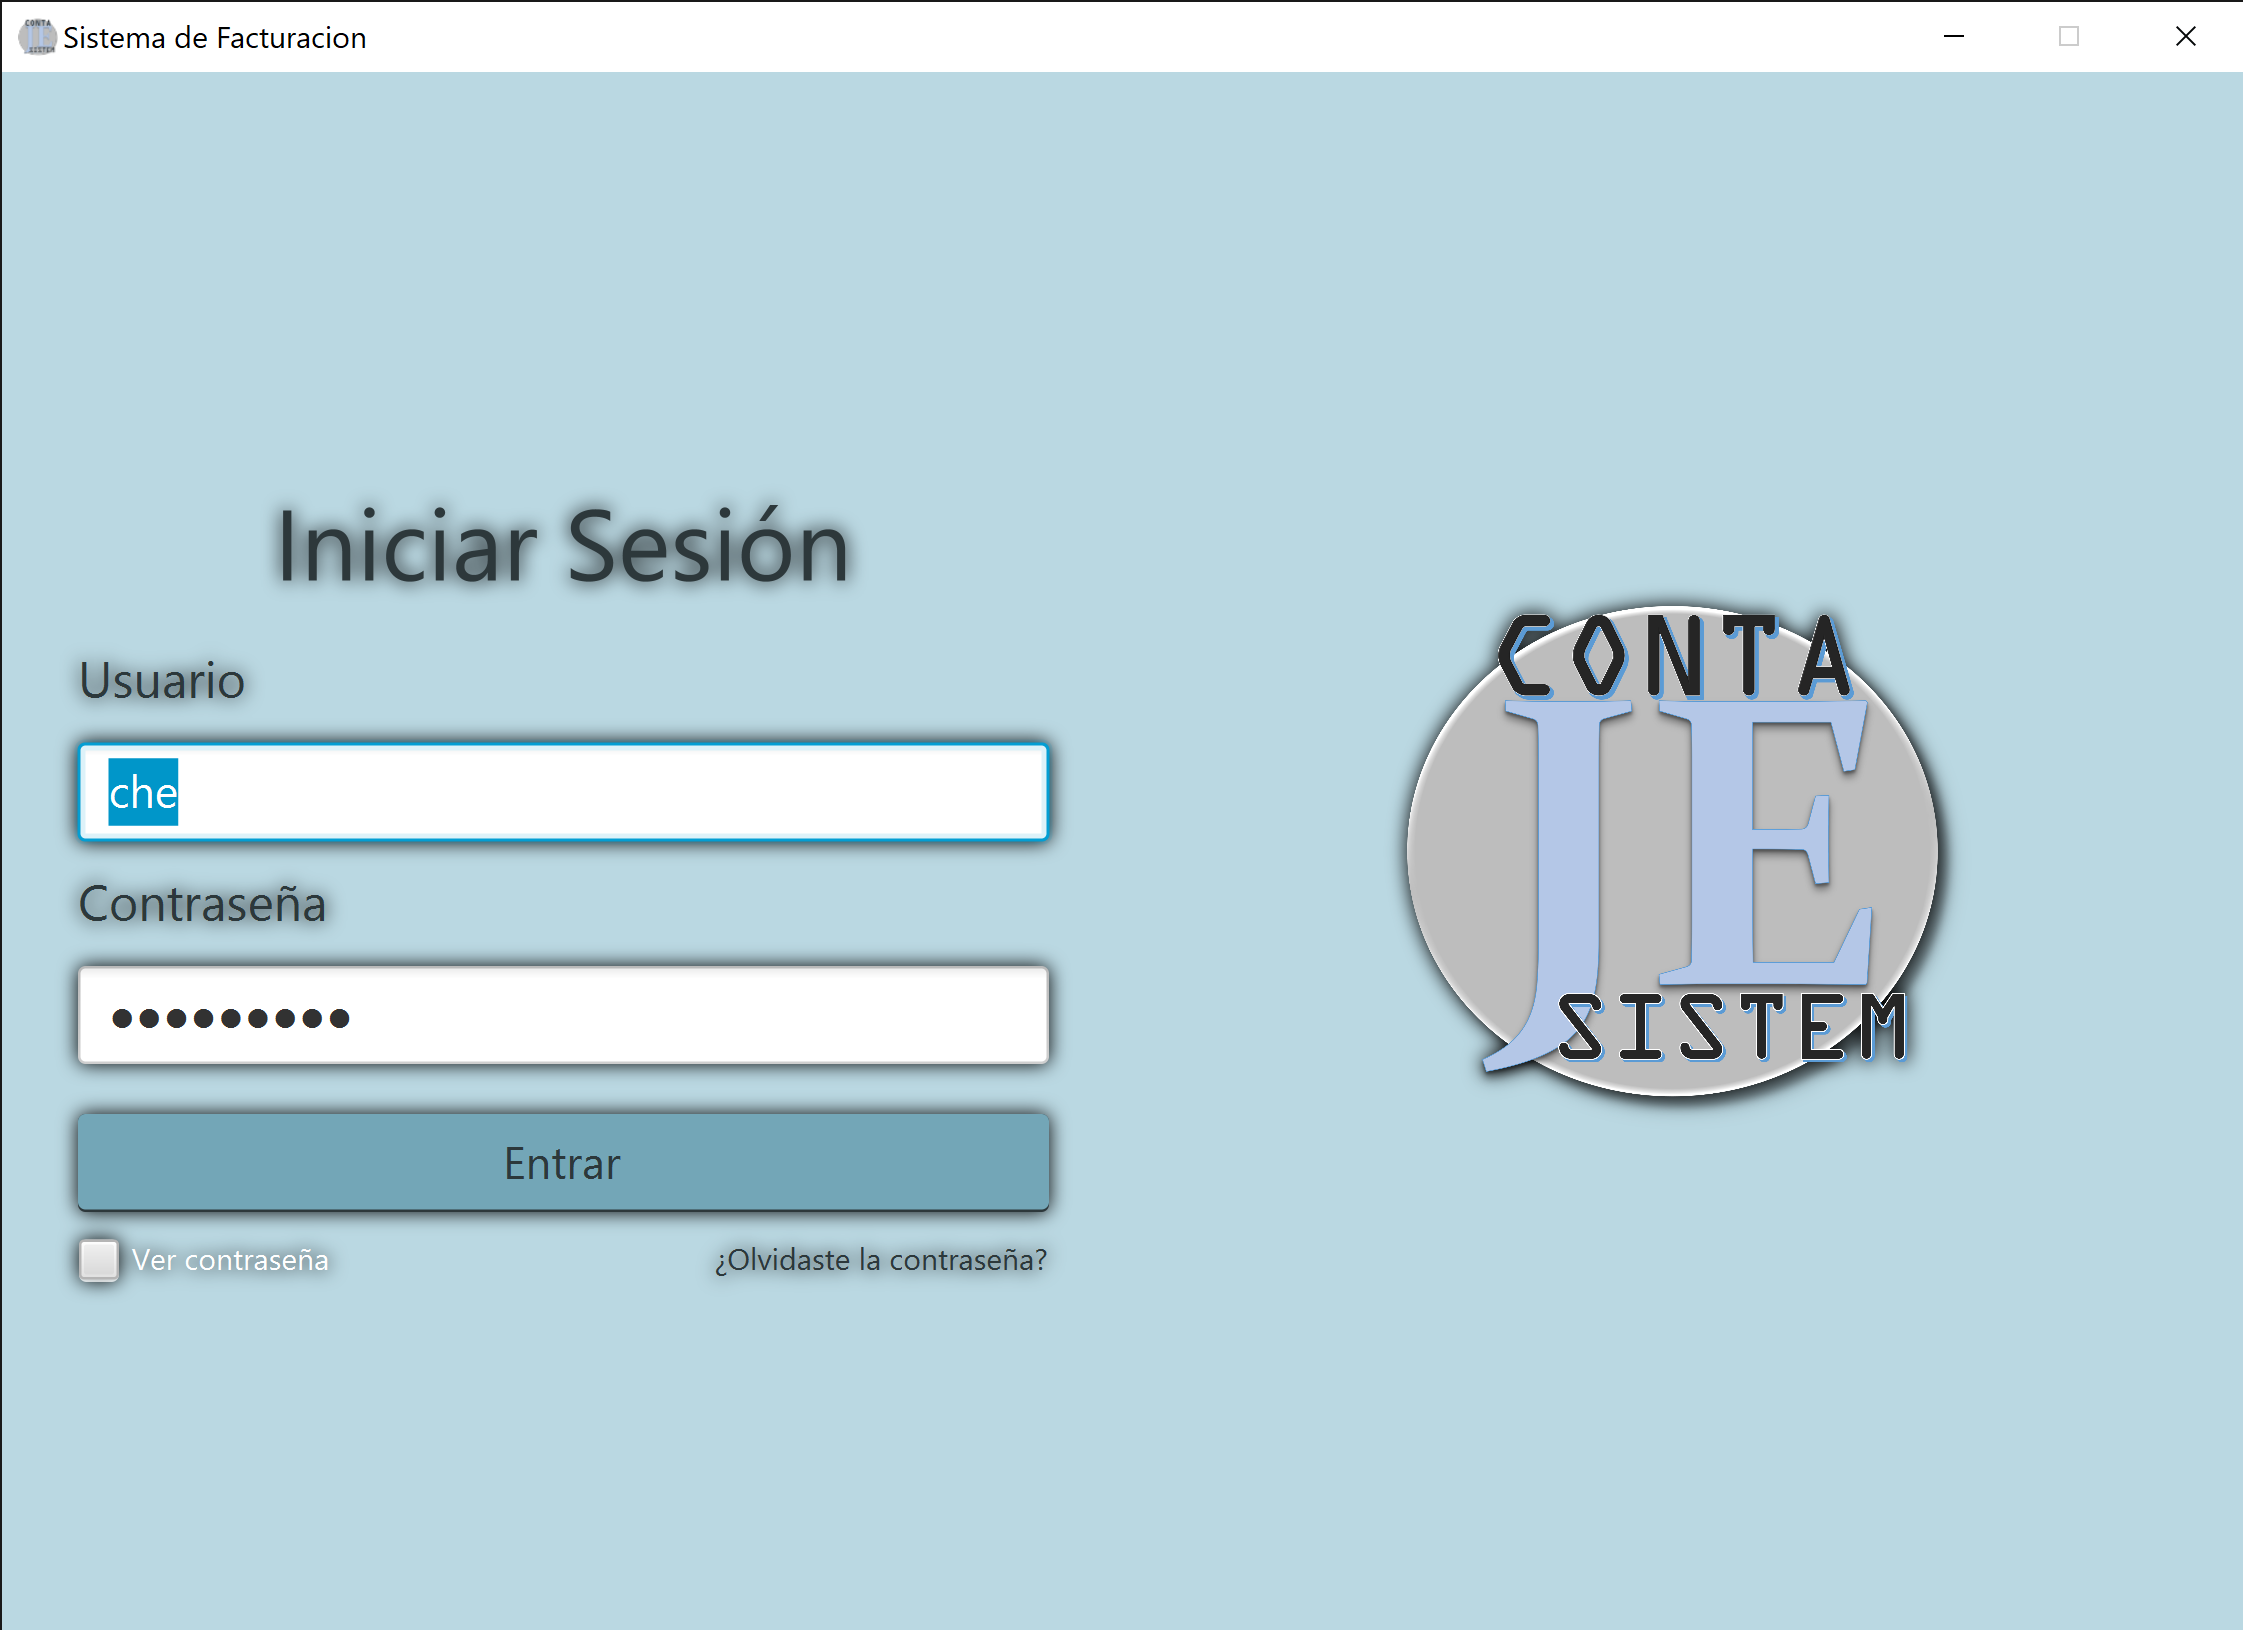 Sistema de Facturacion
Iniciar Sesión
Usuario
che
Contraseña
Entrar
Ver contraseña
¿Olvidaste la contraseña?
CONTA
JE
SISTEM